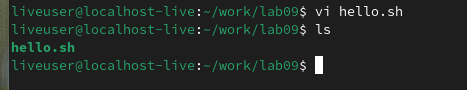 liveuser@localhost-live:~/work/lab09$ vi hello.sh
liveuser@localhost-live:~/work/lab09$ ls
hello.sh
liveuser@localhost-live:~/work/lab09$